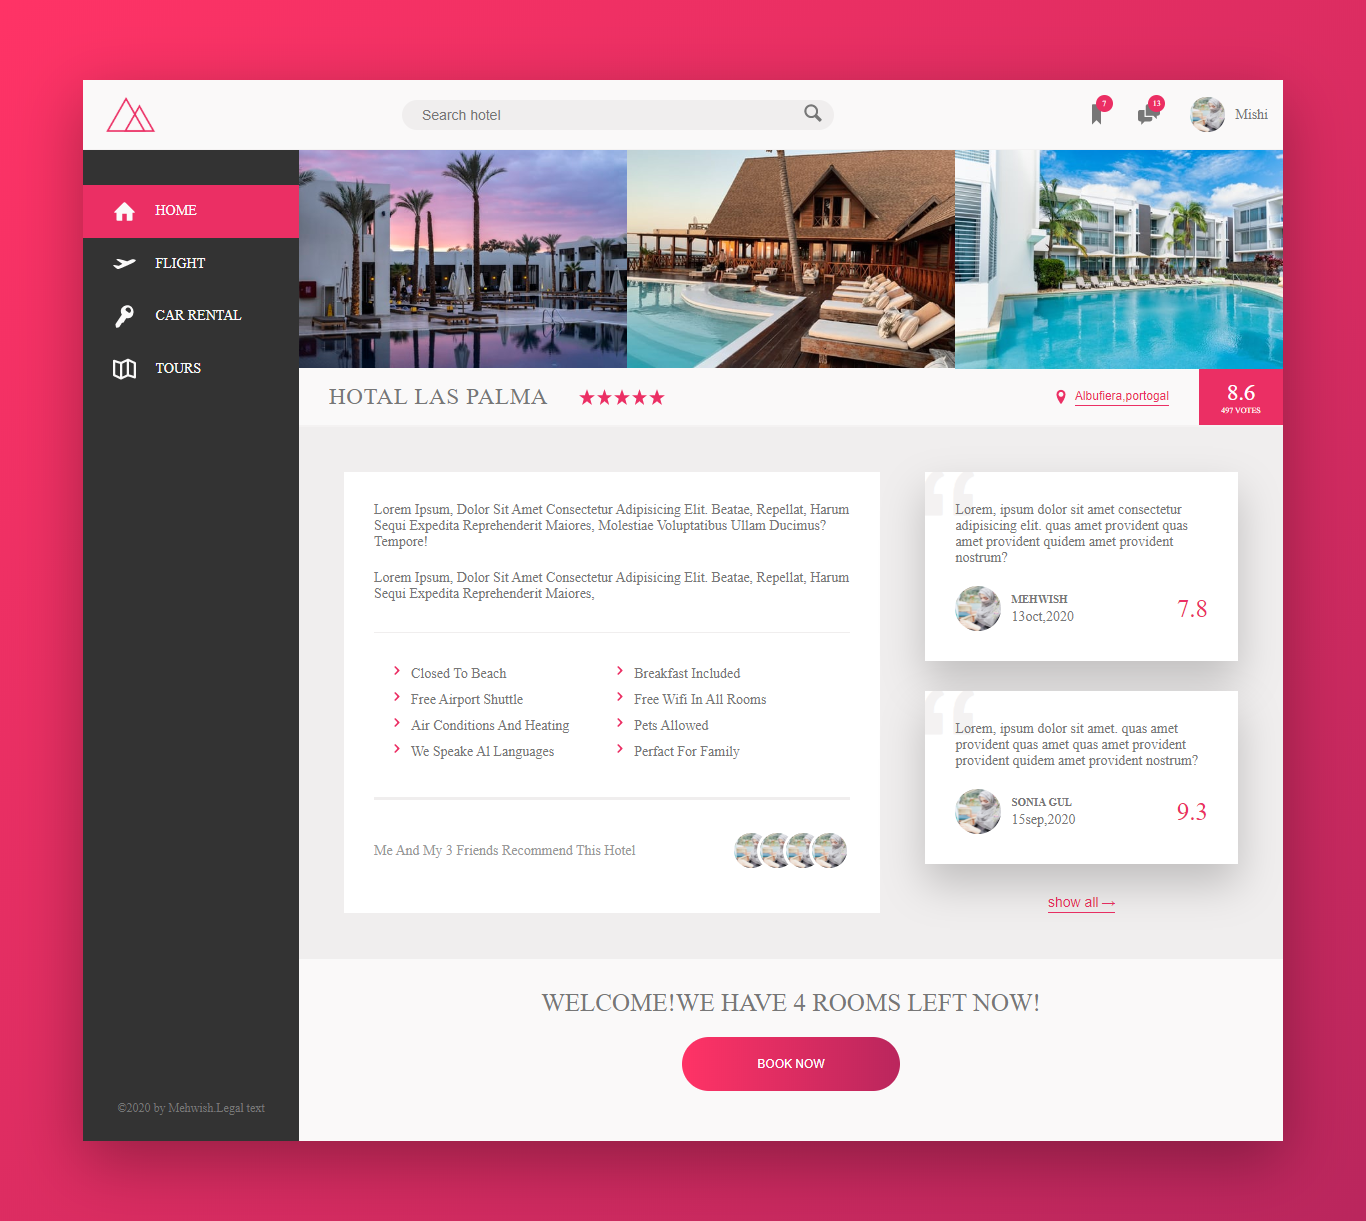 Search hotel
7
13
Mishi
HOME
FLIGHT
CAR RENTAL
TOURS
HOTAL LAS PALMA
Albufiera,portogal
8.6
497 VOTES
Lorem Ipsum, Dolor Sit Amet Consectetur Adipisicing Elit. Beatae, Repellat, Harum
Sequi Expedita Reprehenderit Maiores, Molestiae Voluptatibus Ullam Ducimus?
Tempore!
Lorem Ipsum, Dolor Sit Amet Consectetur Adipisicing Elit. Beatae, Repellat, Harum
Sequi Expedita Reprehenderit Maiores,
Closed To Beach
Free Airport Shuttle
Air Conditions And Heating
We Speake Al Languages
Breakfast Included
Free Wifi In All Rooms
Pets Allowed
Perfact For Family
Me And My 3 Friends Recommend This Hotel
“
Lorem, ipsum dolor sit amet consectetur
adipisicing elit. quas amet provident quas
amet provident quidem amet provident
nostrum?
MEHWISH
13oct,2020
7.8
“
Lorem, ipsum dolor sit amet. quas amet
provident quas amet quas amet provident
provident quidem amet provident nostrum?
SONIA GUL
15sep,2020
9.3
show all →
WELCOME!WE HAVE 4 ROOMS LEFT NOW!
BOOK NOW
©2020 by Mehwish.Legal text